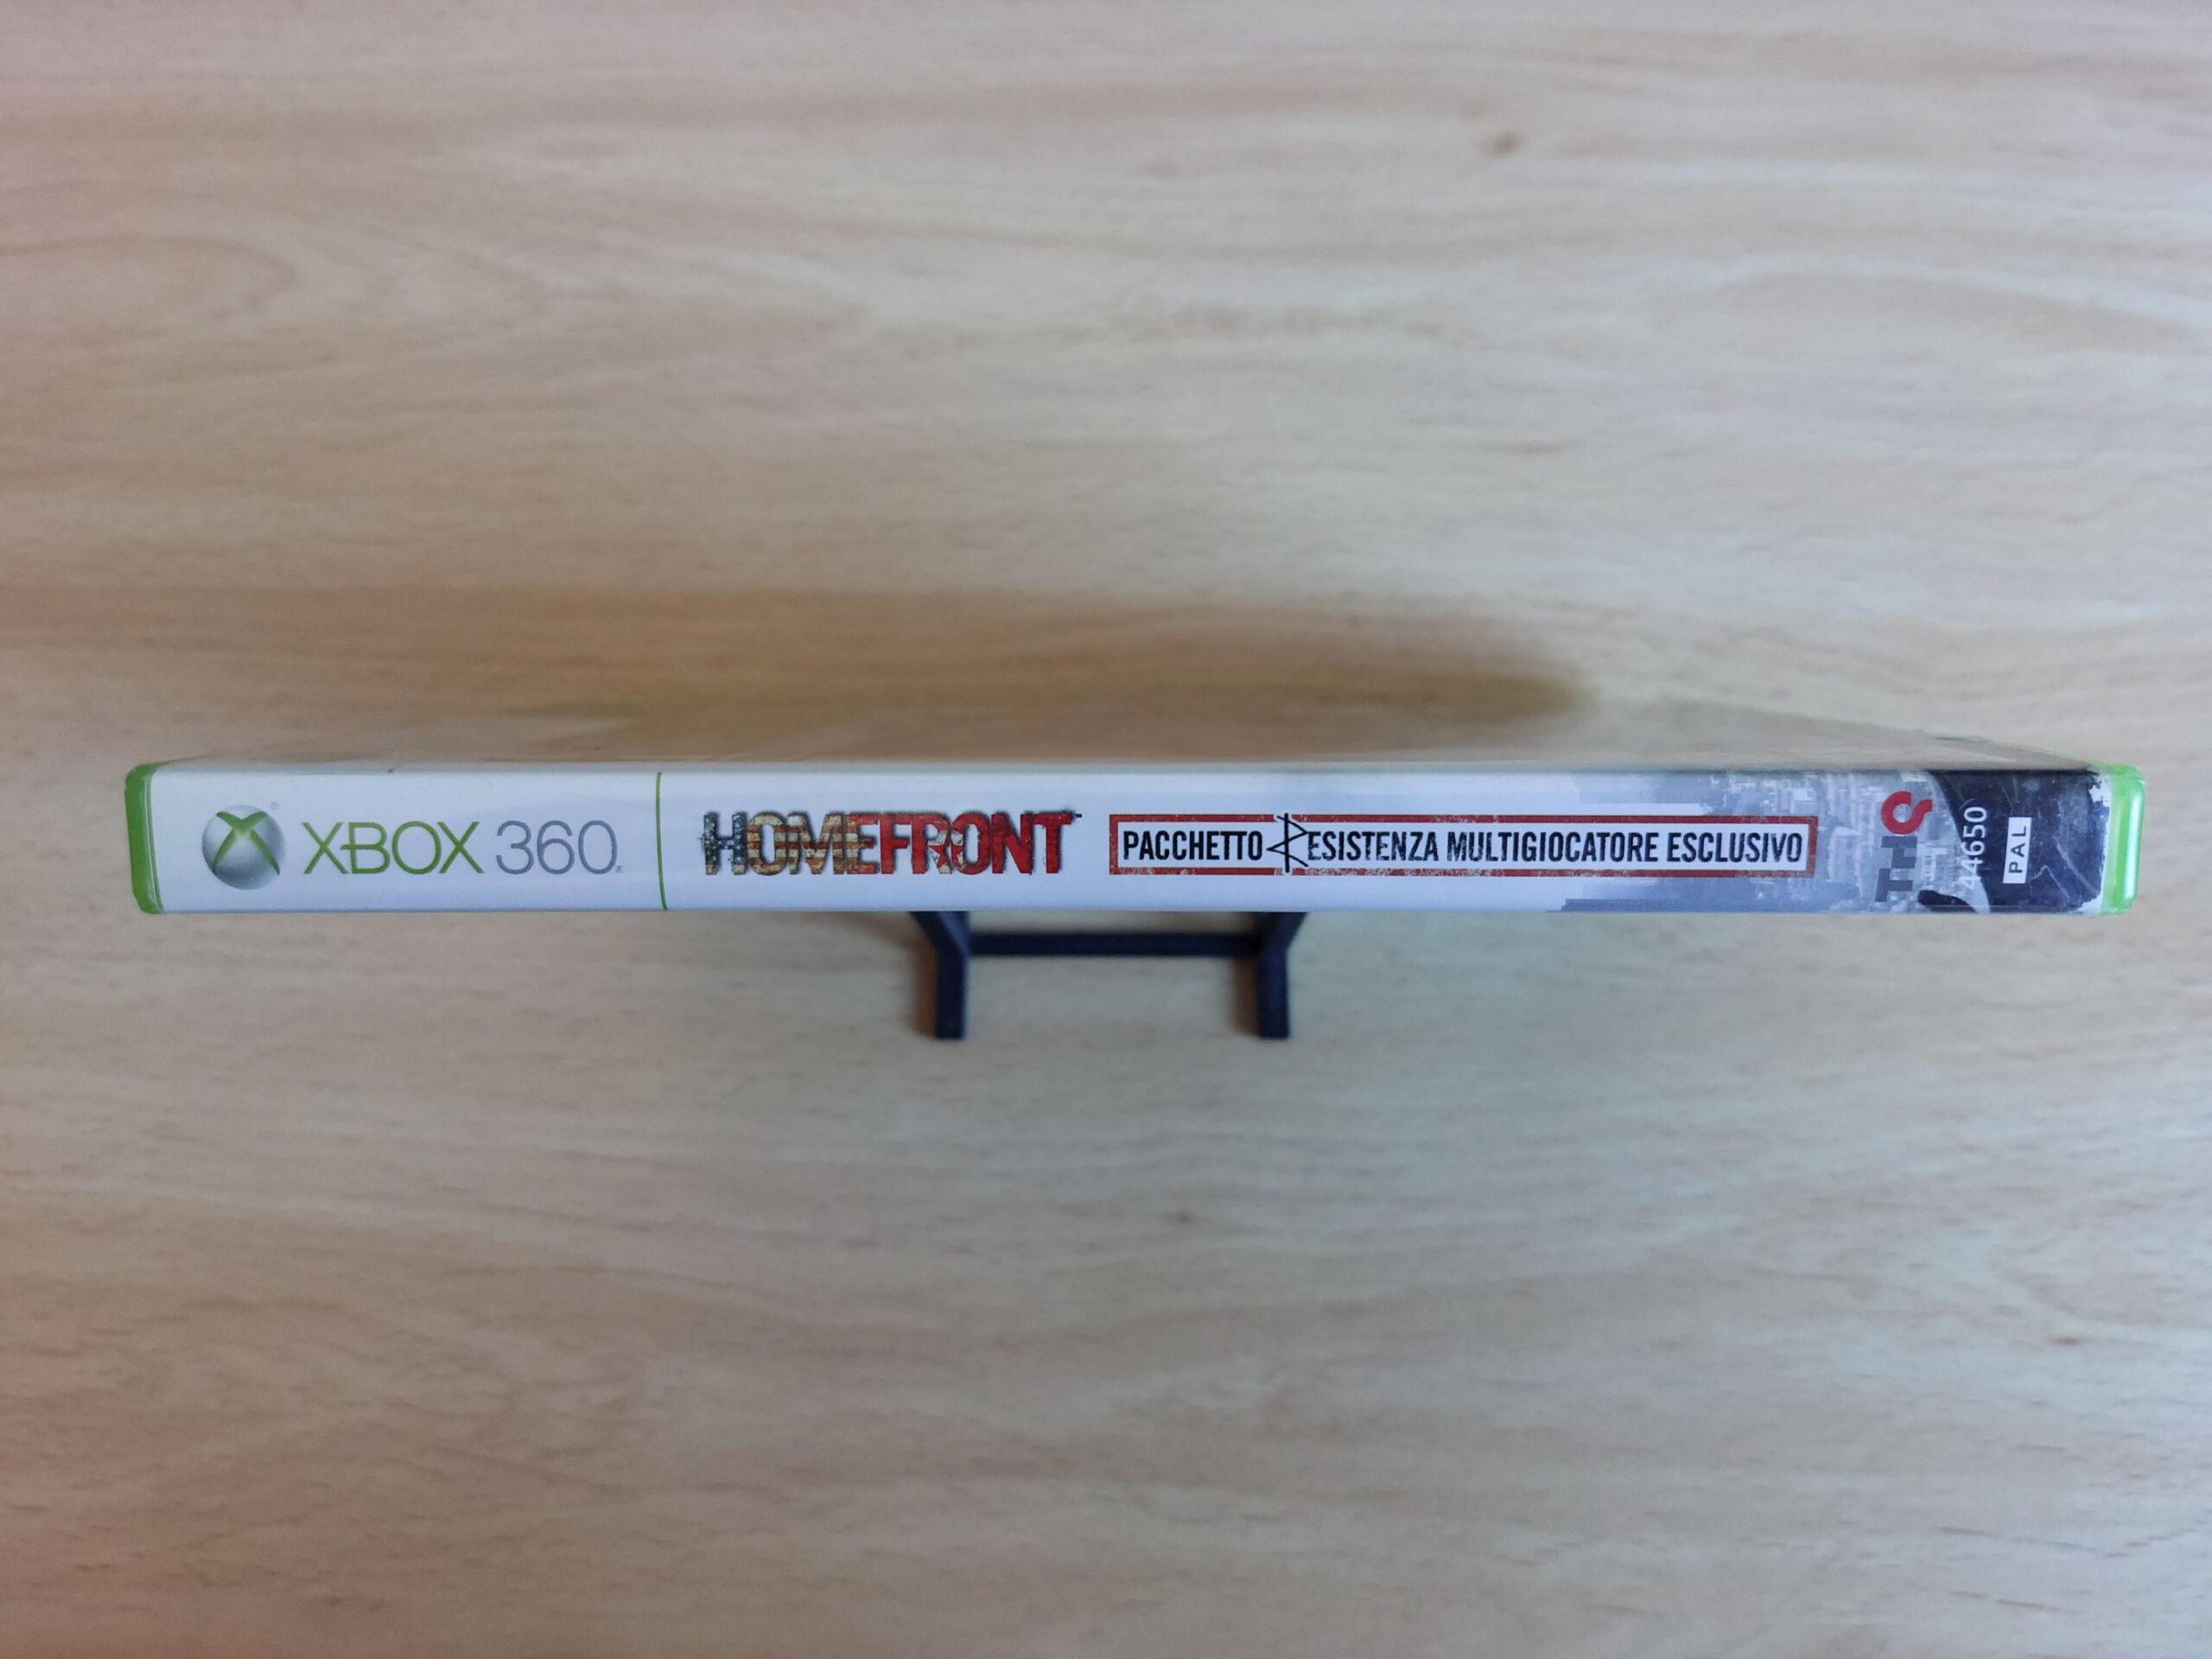 XBOX 360
HOMEFRONT
PACCHETTO RESISTENZA MULTIGIOCATORE ESCLUSIVO
THQ
44650
PAL